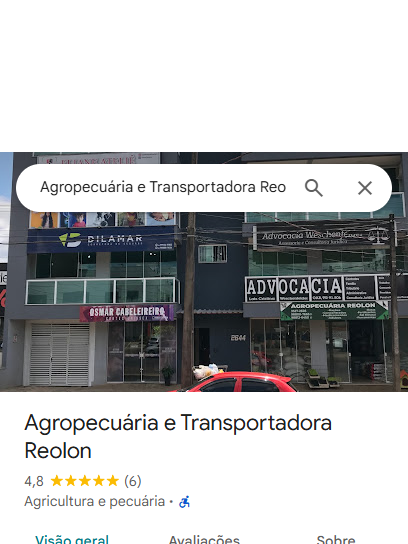 Agropecuária e Transportadora Reo
DILAMAR
Advocacia
ADVOCACIA
OSMAR CABELEIREIRO
AGROPECUÁRIA REOLON
2644
Agropecuária e Transportadora
Reolon
4,8 ★★★★★ (6)
Agricultura e pecuária •
Visão geral
Avaliações
Sobre